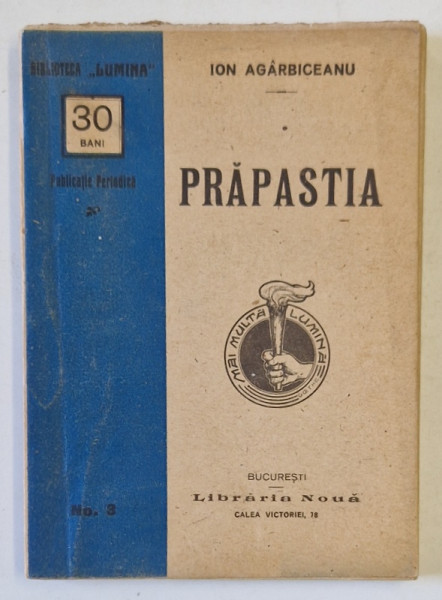 BIBLIOTECA „LUMINA"
30
BANI
Publicație Periodică
No. 3
ION AGÂRBICEANU
PRĂPASTIA
MAI MULTĂ LUMINĂ
BUCUREȘTI
Librăria Nouă
CALEA VICTORIEI, 78